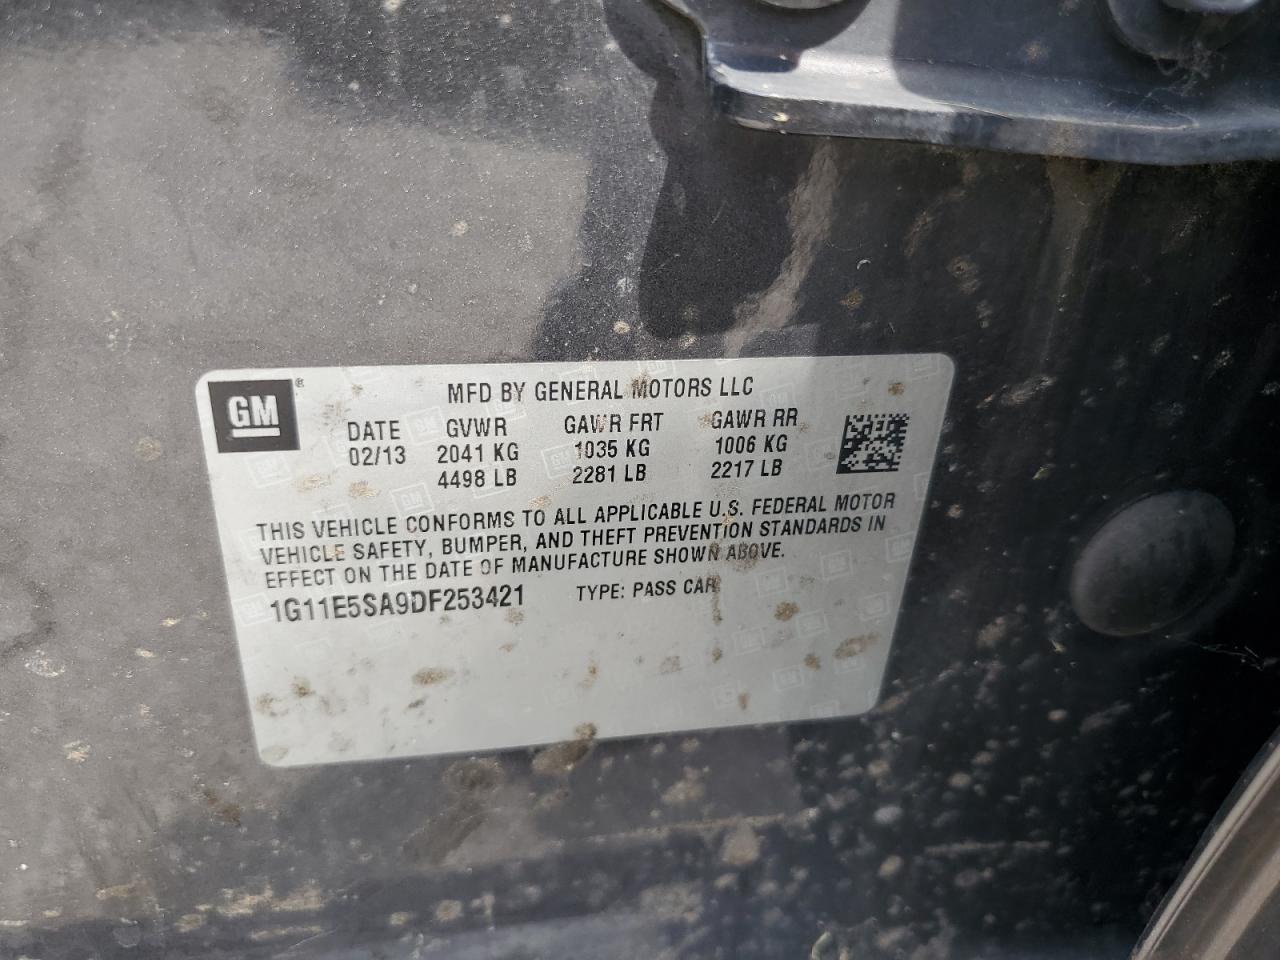 GM ®
MFD BY GENERAL MOTORS LLC
DATE GVWR GAWR FRT GAWR RR
02/13 2041 KG 1035 KG 1006 KG
4498 LB 2281 LB 2217 LB
THIS VEHICLE CONFORMS TO ALL APPLICABLE U.S. FEDERAL MOTOR
VEHICLE SAFETY, BUMPER, AND THEFT PREVENTION STANDARDS IN
EFFECT ON THE DATE OF MANUFACTURE SHOWN ABOVE.
1G11E5SA9DF253421 TYPE: PASS CAR